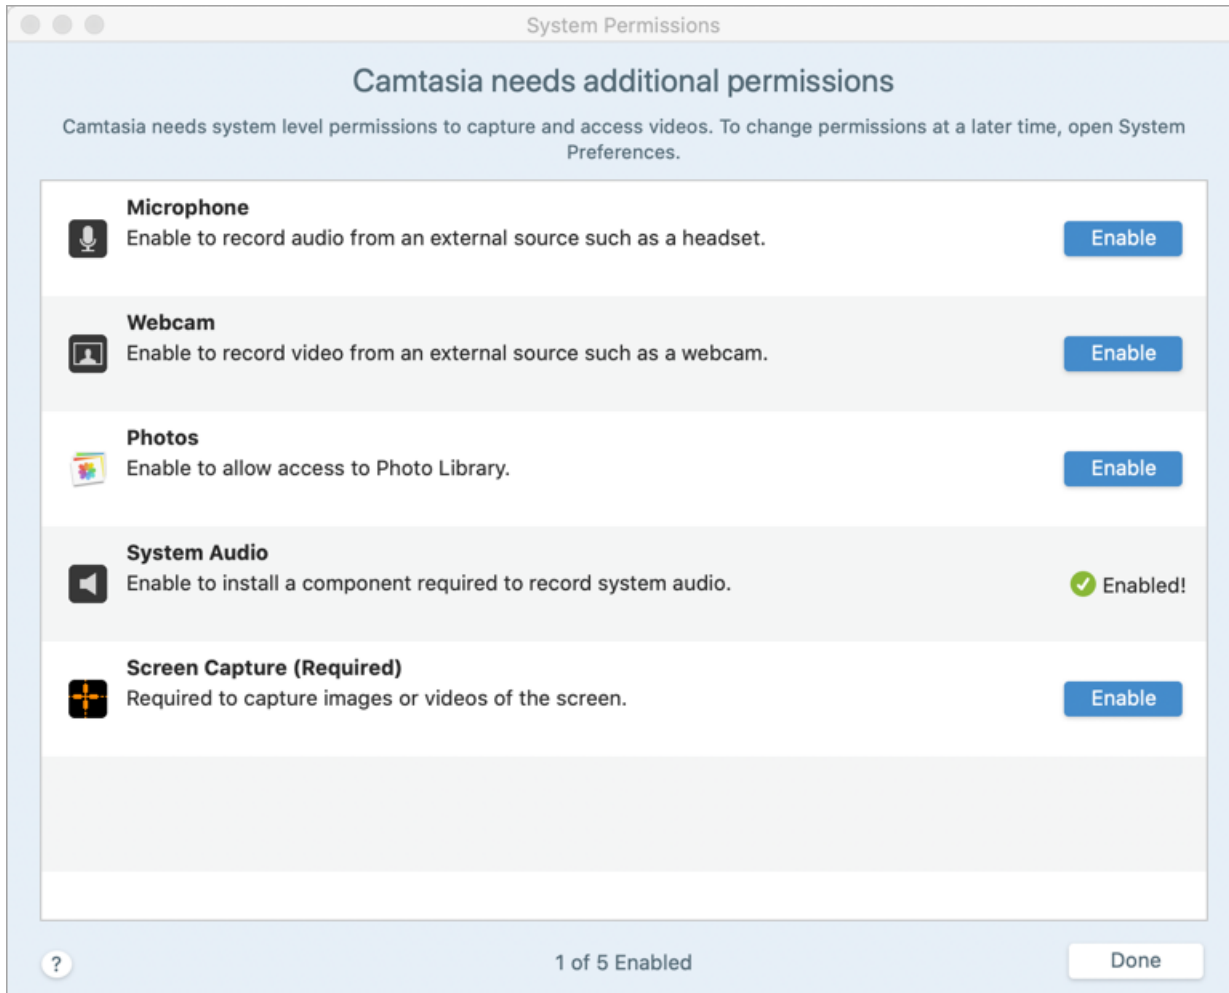 System Permissions
Camtasia needs additional permissions
Camtasia needs system level permissions to capture and access videos. To change permissions at a later time, open System
Preferences.
Microphone
Enable to record audio from an external source such as a headset.
Enable
Webcam
Enable to record video from an external source such as a webcam.
Enable
Photos
Enable to allow access to Photo Library.
Enable
System Audio
Enable to install a component required to record system audio.
Enabled!
Screen Capture (Required)
Required to capture images or videos of the screen.
Enable
?
1 of 5 Enabled
Done